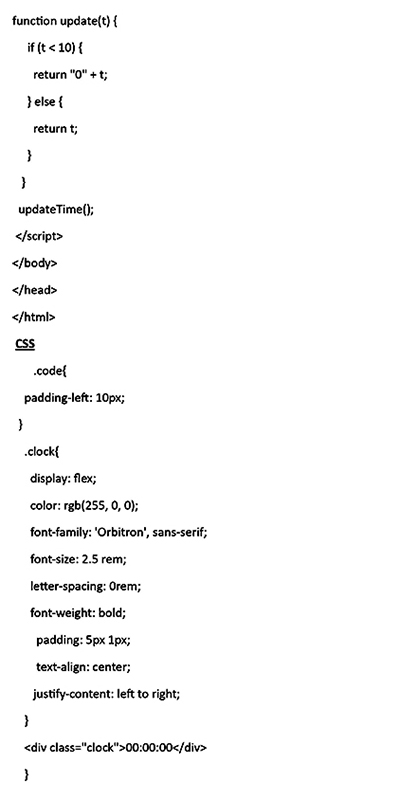 function update(t) {
if (t < 10) {
return "0" + t;
} else {
return t;
}
}
updateTime();
</script>
</body>
</head>
</html>
CSS
.code{
padding-left: 10px;
}
.clock{
display: flex;
color: rgb(255, 0, 0);
font-family: 'Orbitron', sans-serif;
font-size: 2.5 rem;
letter-spacing: 0rem;
font-weight: bold;
padding: 5px 1px;
text-align: center;
justify-content: left to right;
}
<div class="clock">00:00:00</div>
}